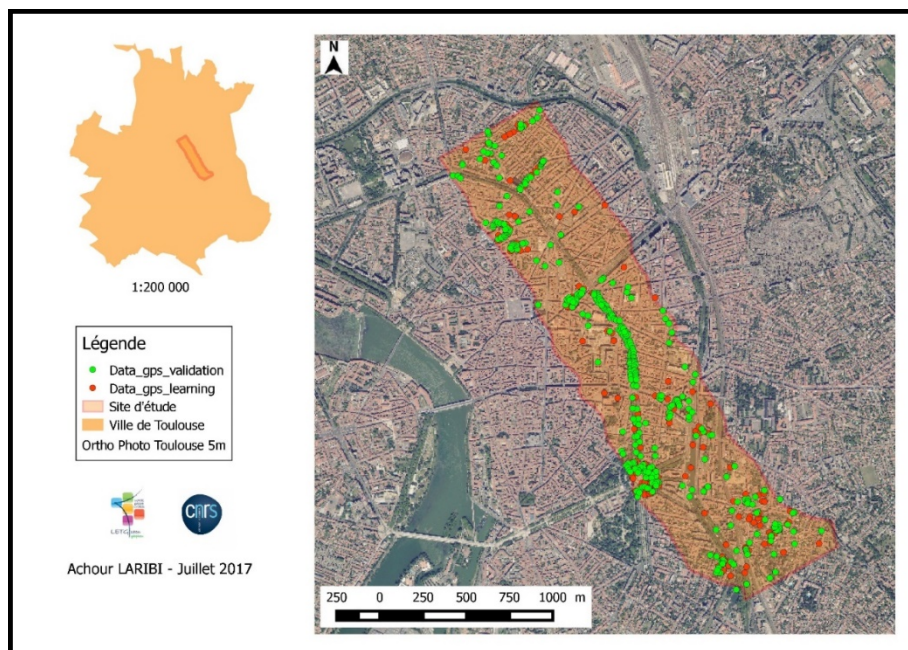 N
1:200 000
Légende
Data_gps_validation
Data_gps_learning
Site d'étude
Ville de Toulouse
Ortho Photo Toulouse 5m
LETG
cnrs
Achour LARIBI - Juillet 2017
250 0 250 500 750 1000 m